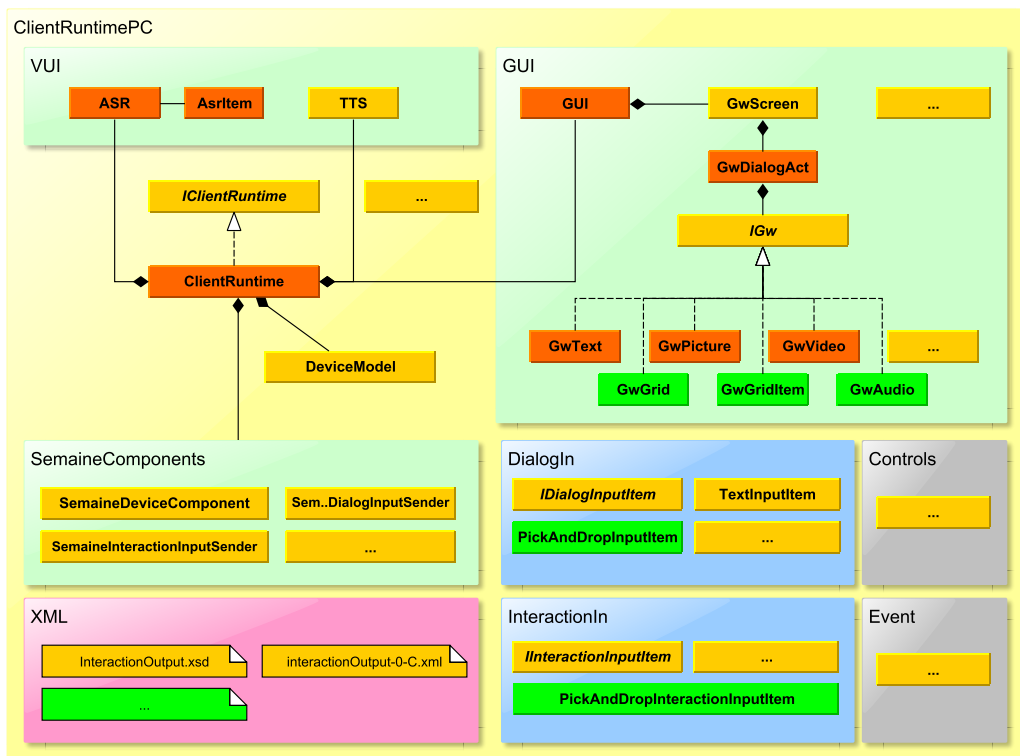 ClientRuntimePC
VUI
ASR
AsrItem
TTS
IClientRuntime
...
ClientRuntime
DeviceModel
GUI
GUI
GwScreen
...
GwDialogAct
IGw
GwText
GwPicture
GwVideo
...
GwGrid
GwGridItem
GwAudio
SemaineComponents
SemaineDeviceComponent
Sem..DialogInputSender
SemaineInteractionInputSender
...
DialogIn
IDialogInputItem
TextInputItem
PickAndDropInputItem
...
Controls
...
XML
InteractionOutput.xsd
interactionOutput-0-C.xml
...
InteractionIn
IInteractionInputItem
...
PickAndDropInteractionInputItem
Event
...